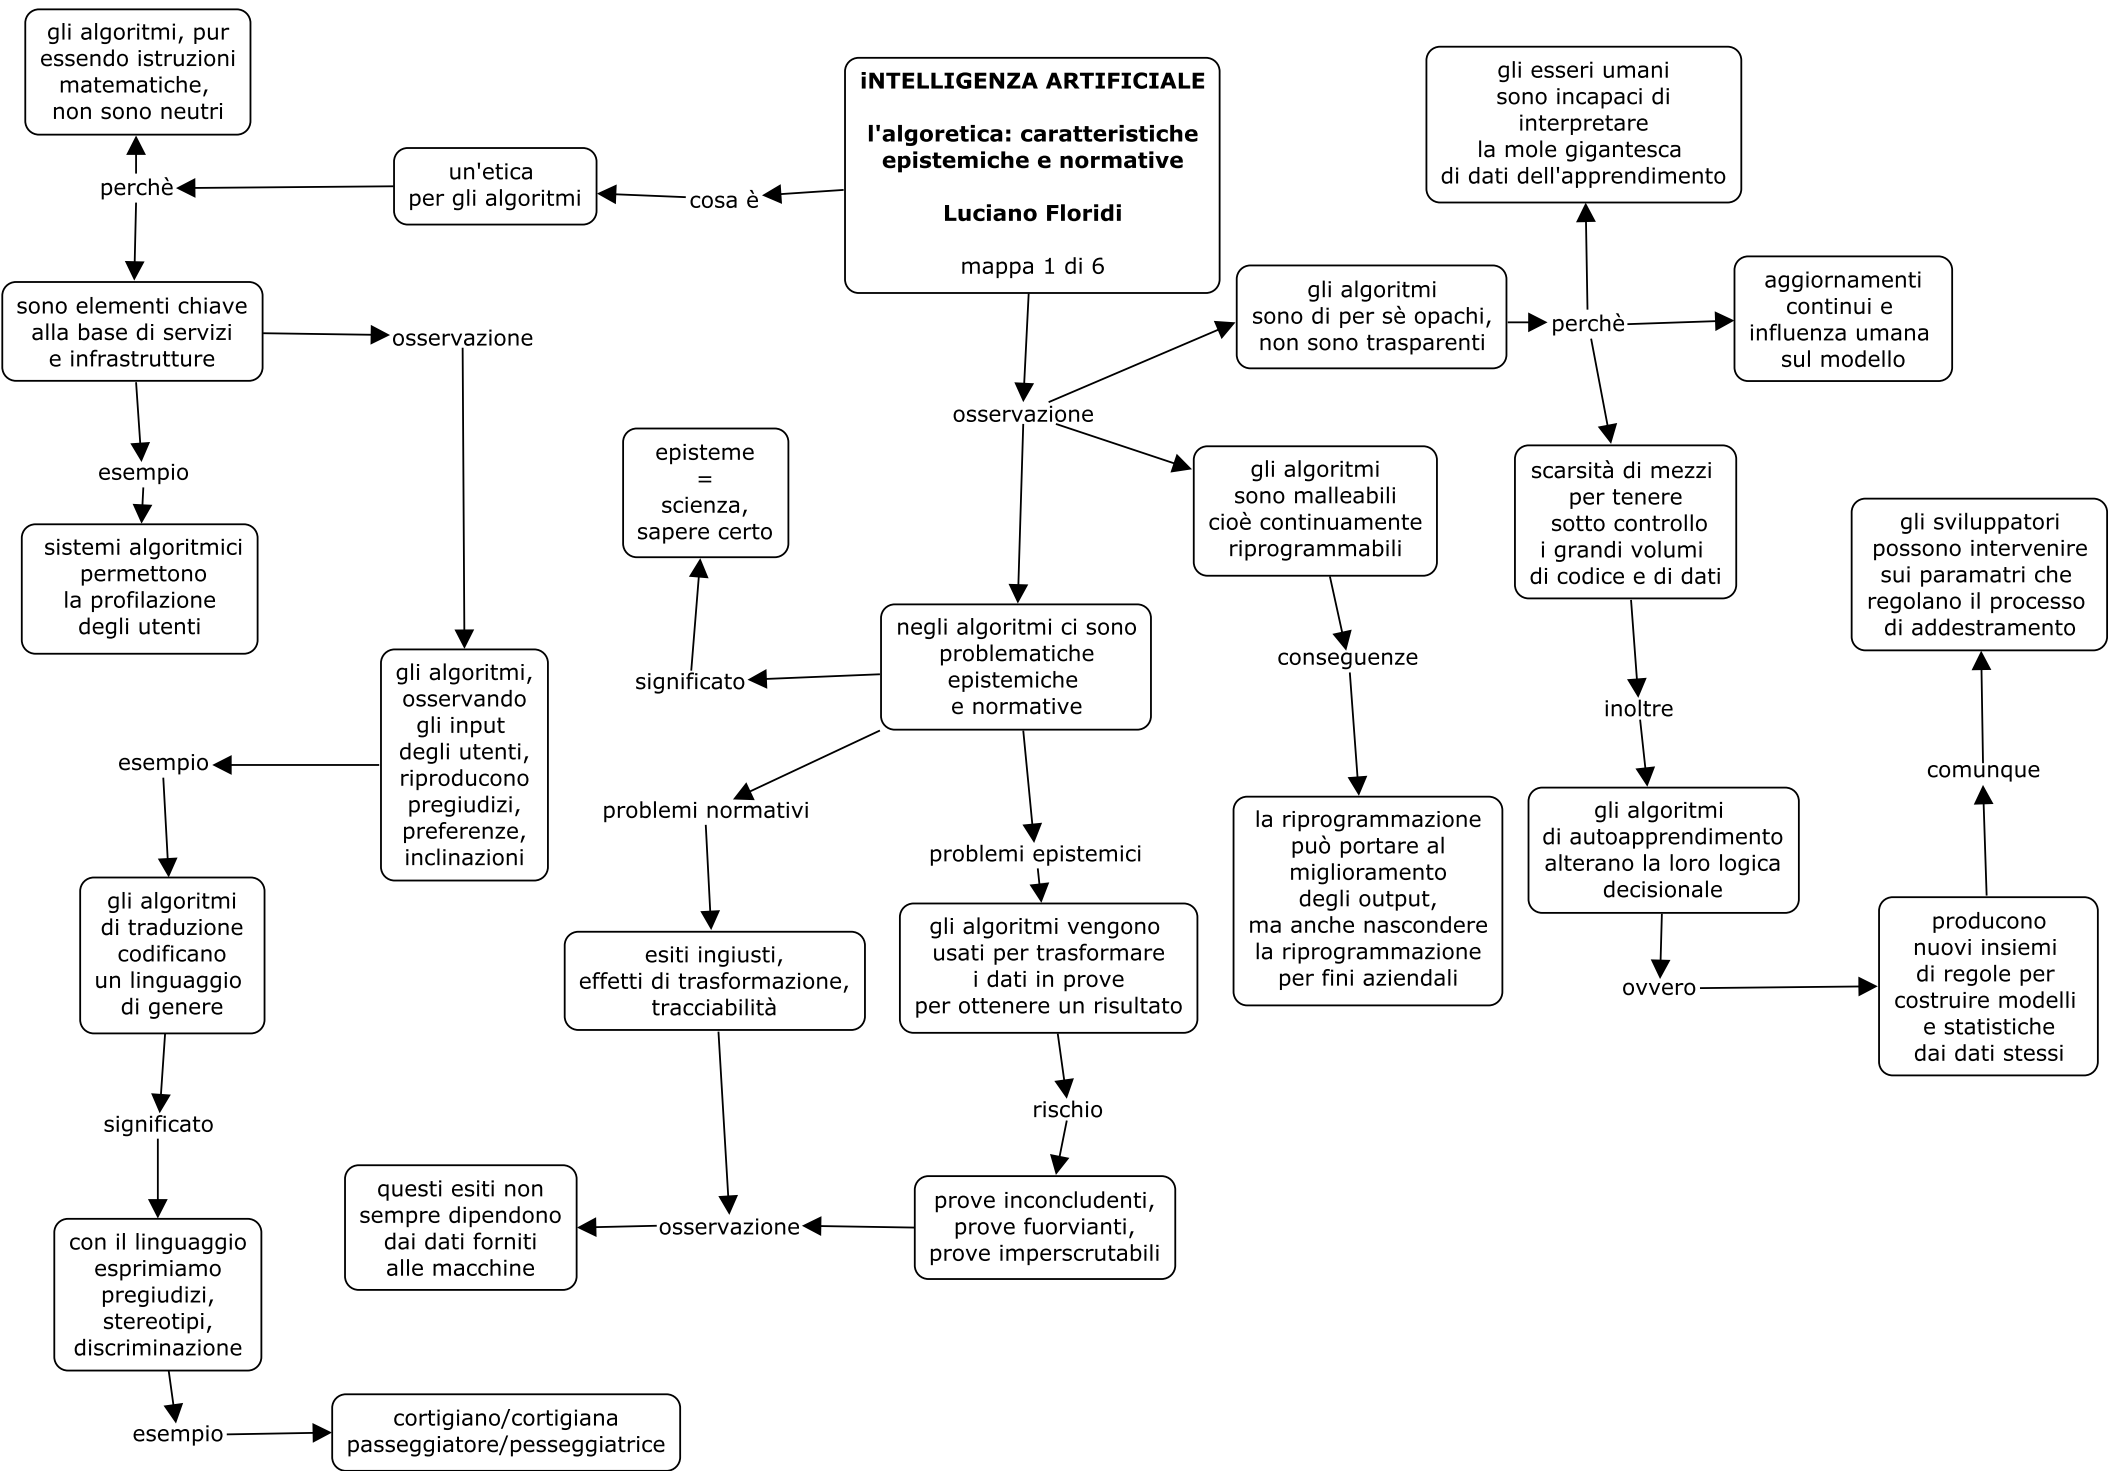 gli algoritmi, pur
essendo istruzioni
matematiche,
non sono neutri
iNTELLIGENZA ARTIFICIALE
l'algoretica: caratteristiche
epistemiche e normative
Luciano Floridi
mappa 1 di 6
gli esseri umani
sono incapaci di
interpretare
la mole gigantesca
di dati dell'apprendimento
un'etica
per gli algoritmi
perchè
cosa è
gli algoritmi
sono di per sè opachi,
non sono trasparenti
perchè
aggiornamenti
continui e
influenza umana
sul modello
sono elementi chiave
alla base di servizi
e infrastrutture
osservazione
osservazione
episteme
=
scienza,
sapere certo
gli algoritmi
sono malleabili
cioè continuamente
riprogrammabili
scarsità di mezzi
per tenere
sotto controllo
i grandi volumi
di codice e di dati
gli sviluppatori
possono intervenire
sui paramatri che
regolano il processo
di addestramento
esempio
sistemi algoritmici
permettono
la profilazione
degli utenti
negli algoritmi ci sono
problematiche
epistemiche
e normative
significato
conseguenze
inoltre
comunque
gli algoritmi,
osservando
gli input
degli utenti,
riproducono
pregiudizi,
preferenze,
inclinazioni
esempio
problemi normativi
problemi epistemici
la riprogrammazione
può portare al
miglioramento
degli output,
ma anche nascondere
la riprogrammazione
per fini aziendali
gli algoritmi
di autoapprendimento
alterano la loro logica
decisionale
gli algoritmi
di traduzione
codificano
un linguaggio
di genere
esiti ingiusti,
effetti di trasformazione,
tracciabilità
gli algoritmi vengono
usati per trasformare
i dati in prove
per ottenere un risultato
ovvero
producono
nuovi insiemi
di regole per
costruire modelli
e statistiche
dai dati stessi
significato
rischio
questi esiti non
sempre dipendono
dai dati forniti
alle macchine
osservazione
prove inconcludenti,
prove fuorvianti,
prove imperscrutabili
con il linguaggio
esprimiamo
pregiudizi,
stereotipi,
discriminazione
esempio
cortigiano/cortigiana
passeggiatore/pesseggiatrice